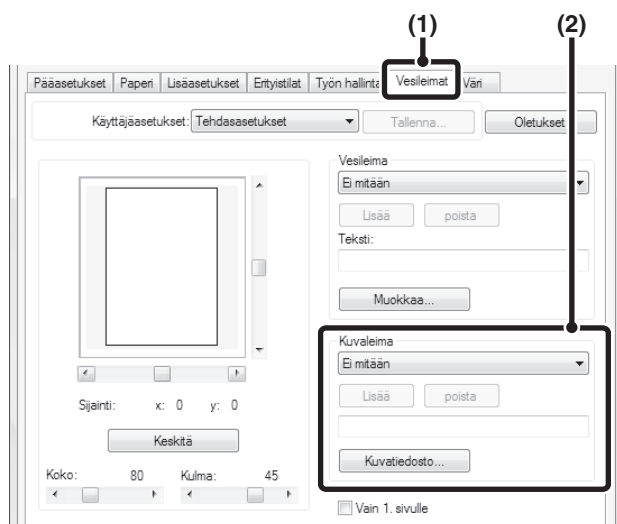 (1) (2)
Pääasetukset Paperi Lisäasetukset Erityistilat Työn hallinta Vesileimat Väri
Käyttäjäasetukset: Tehdasasetukset Tallenna... Oletukset
Vesileima
Ei mitään
Lisää poista
Teksti:
Muokkaa...
Kuvaleima
Ei mitään
Lisää poista
Kuvatiedosto...
Sijainti: x: 0 y: 0
Keskitä
Koko: 80 Kulma: 45
Vain 1. sivulle